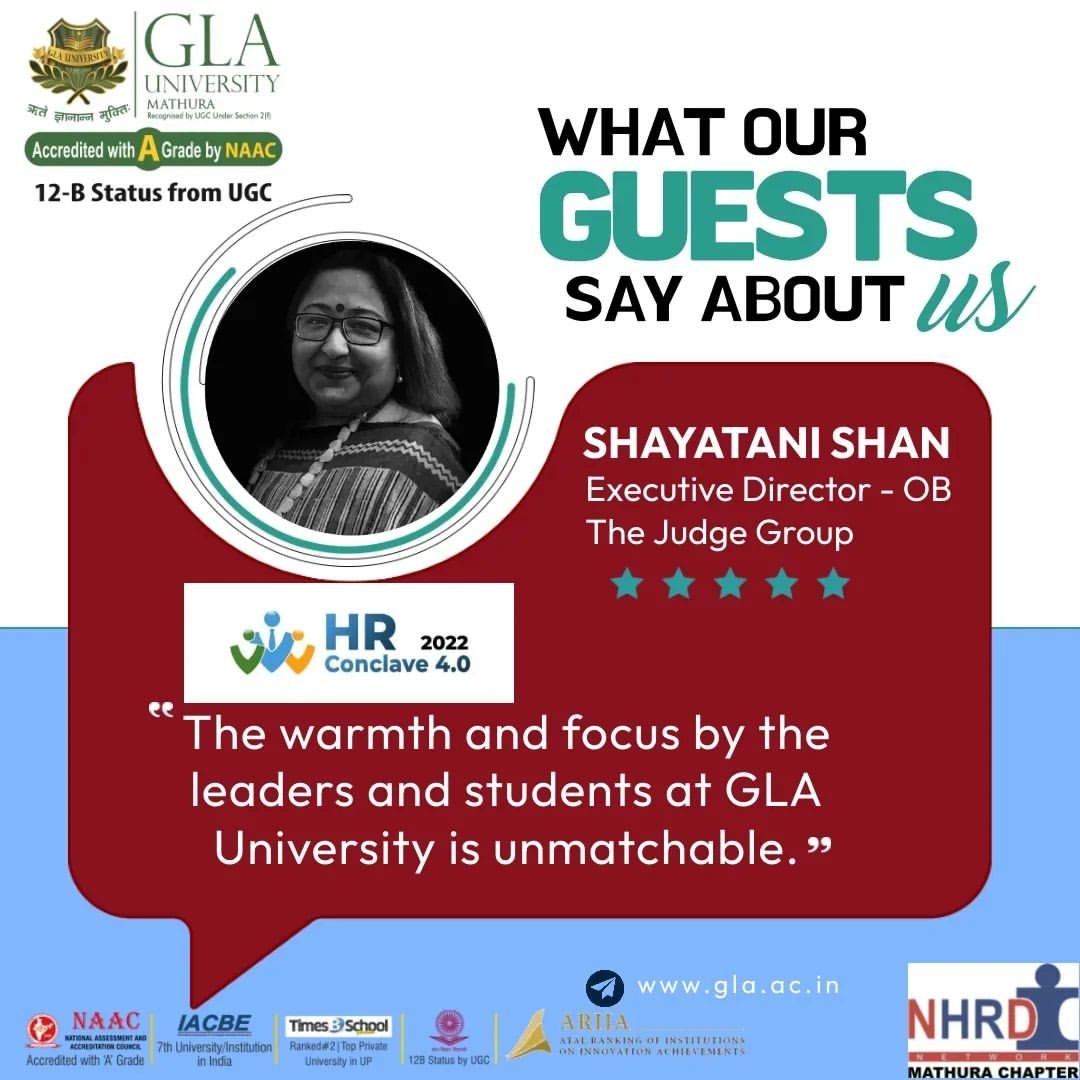 GLA UNIVERSITY
GLA
UNIVERSITY
MATHURA
Recognised by UGC Under Section 2(f)
ऋतं ज्ञानान्न मुक्तिः
Accredited with A Grade by NAAC
12-B Status from UGC
WHAT OUR
GUESTS
SAY ABOUT us
SHAYATANI SHAN
Executive Director - OB
The Judge Group
HR 2022
Conclave 4.0
“ The warmth and focus by the
leaders and students at GLA
University is unmatchable. ”
www.gla.ac.in
NAAC
NATIONAL ASSESSMENT AND
ACCREDITATION COUNCIL
Accredited with 'A' Grade
IACBE
7th University/Institution
in India
Times B School
Ranked#2 | Top Private
University in UP
12B Status by UGC
ARIIA
ATAL RANKING OF INSTITUTIONS
ON INNOVATION ACHIEVEMENTS
NHRD
NETWORK
MATHURA CHAPTER